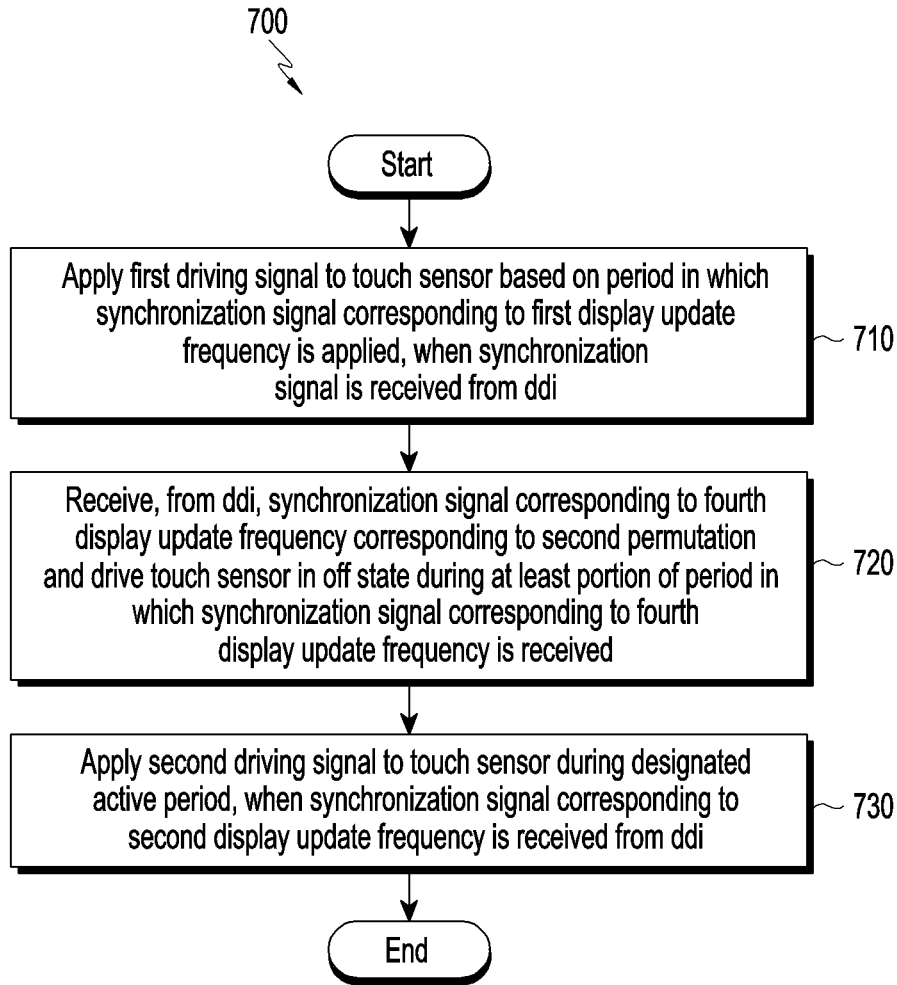 700
Start
Apply first driving signal to touch sensor based on period in which
synchronization signal corresponding to first display update
frequency is applied, when synchronization
signal is received from ddi
710
Receive, from ddi, synchronization signal corresponding to fourth
display update frequency corresponding to second permutation
and drive touch sensor in off state during at least portion of period in
which synchronization signal corresponding to fourth
display update frequency is received
720
Apply second driving signal to touch sensor during designated
active period, when synchronization signal corresponding to
second display update frequency is received from ddi
730
End